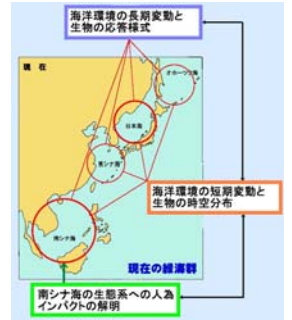 海洋環境の長期変動と
生物の応答様式
現在
オホーツク海
日本海
東シナ海
海洋環境の短期変動と
生物の時空分布
南シナ海
現在の縁海群
南シナ海の生態系への人為
インパクトの解明